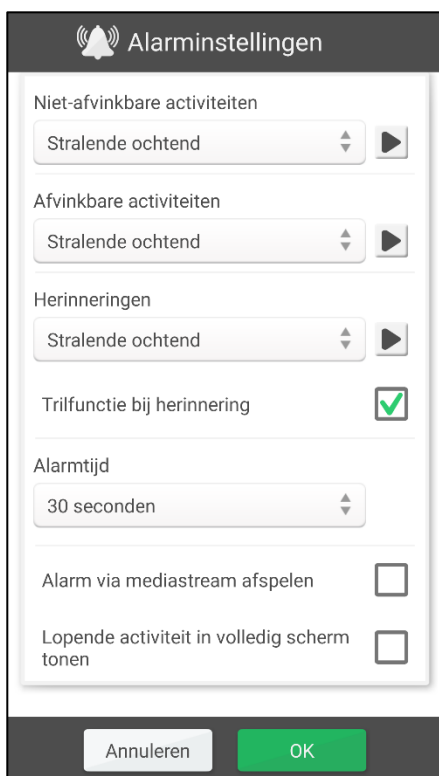 Alarminstellingen
Niet-afvinkbare activiteiten
Stralende ochtend
Afvinkbare activiteiten
Stralende ochtend
Herinneringen
Stralende ochtend
Trilfunctie bij herinnering
Alarmtijd
30 seconden
Alarm via mediastream afspelen
Lopende activiteit in volledig scherm
tonen
Annuleren
OK